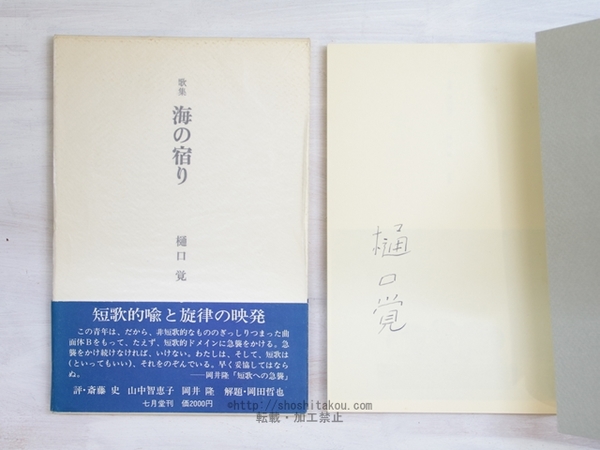 歌集
海の宿り
樋口 覚
短歌的喩と旋律の映発
この青年は、だから、非短歌的なもののぎっしりつまった曲
面体Bをもって、たえず、短歌的ドメインに急襲をかける。急
襲をかけ続けなければ、いけない。わたしは、そして、短歌は
(といってもいい)、それをのぞんでいる。早く妥協してはなら
ぬ。 ——岡井隆「短歌への急襲」
評・斎藤 史 山中智恵子 岡井 隆 解題・岡田哲也
七月堂刊 価2000円
樋口覚
©http://shoshitakou.com/
転載・加工禁止